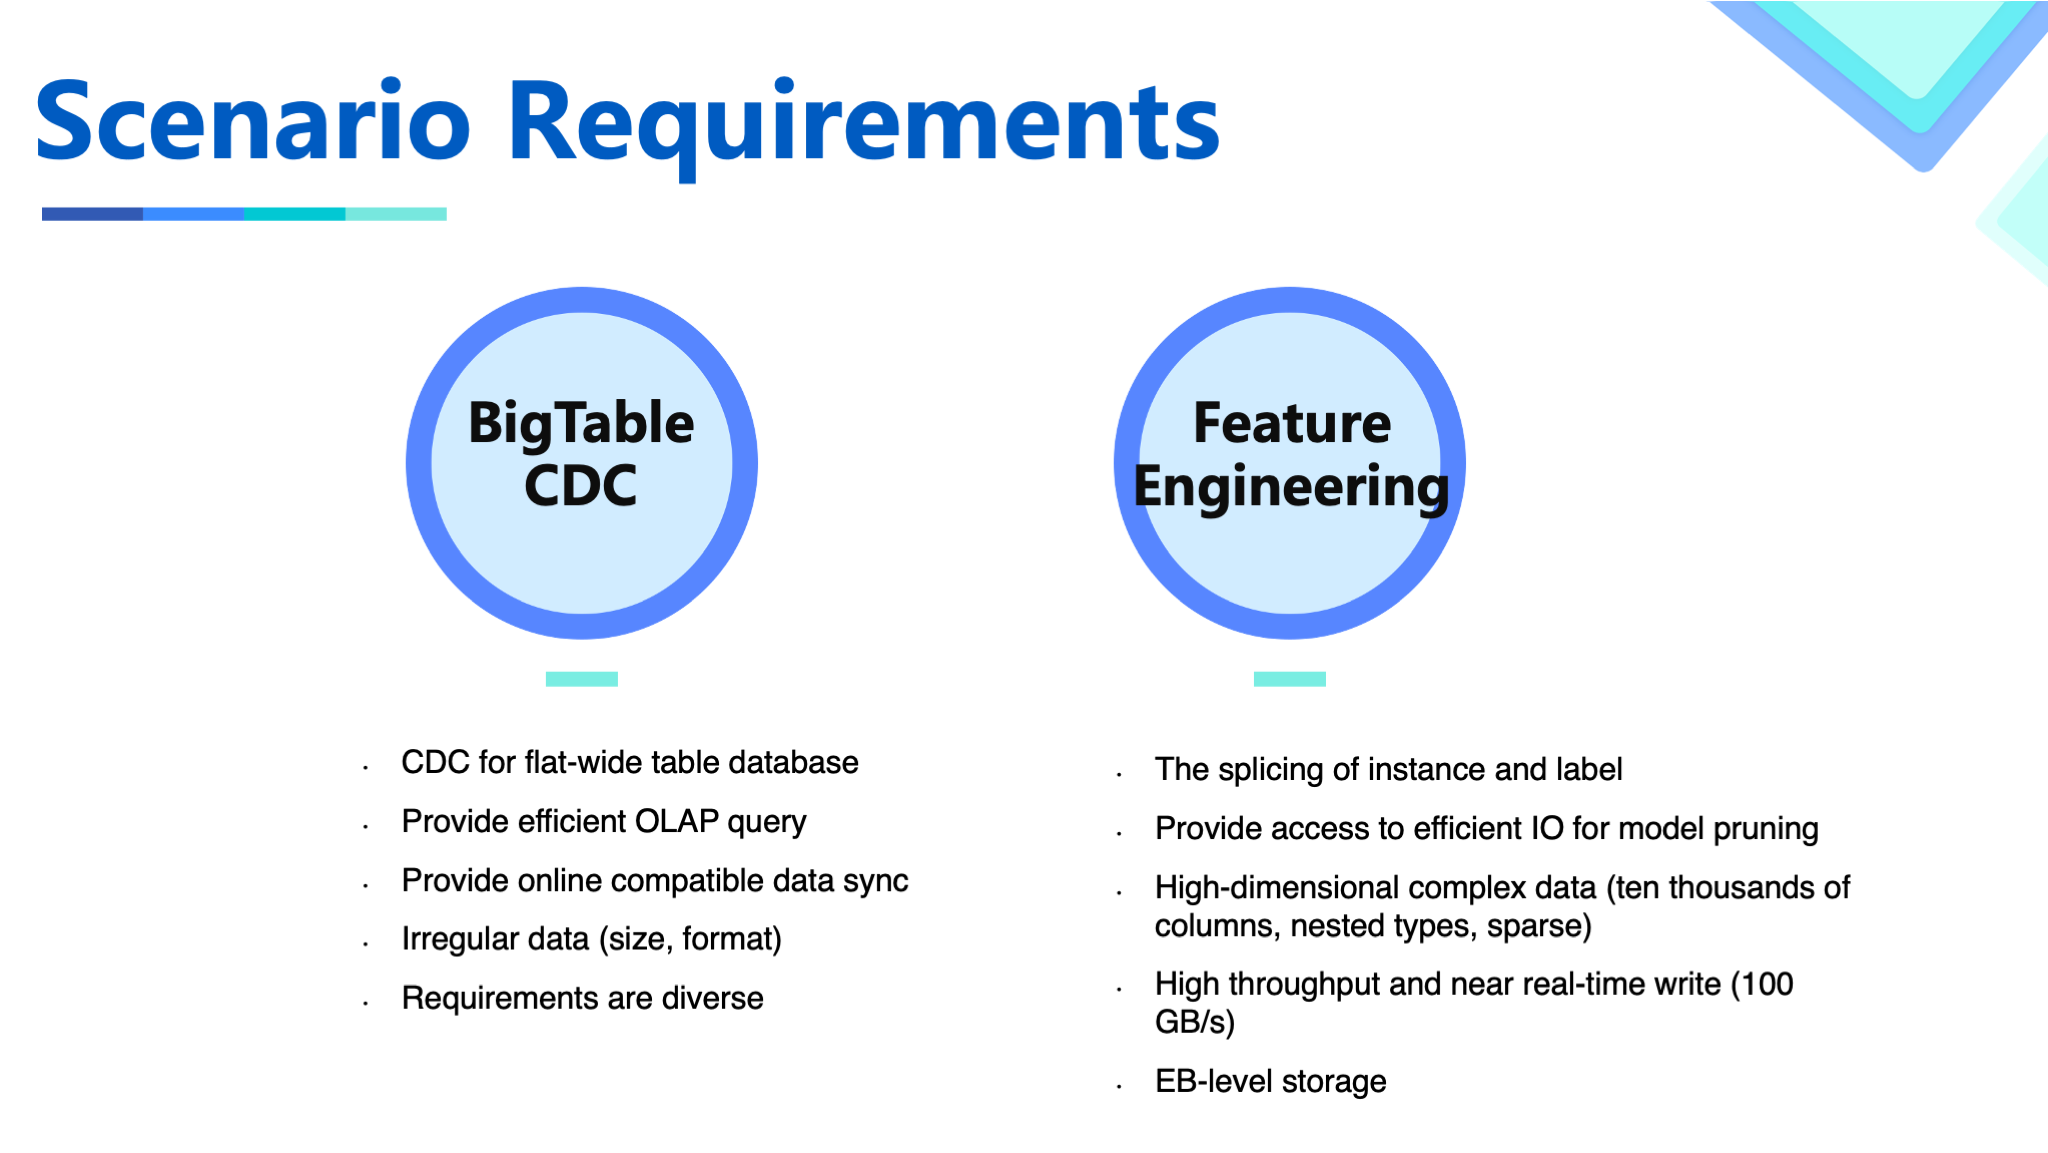 Scenario Requirements
BigTable
CDC
Feature
Engineering
· CDC for flat-wide table database
· Provide efficient OLAP query
· Provide online compatible data sync
· Irregular data (size, format)
· Requirements are diverse
· The splicing of instance and label
· Provide access to efficient IO for model pruning
· High-dimensional complex data (ten thousands of
columns, nested types, sparse)
· High throughput and near real-time write (100
GB/s)
· EB-level storage